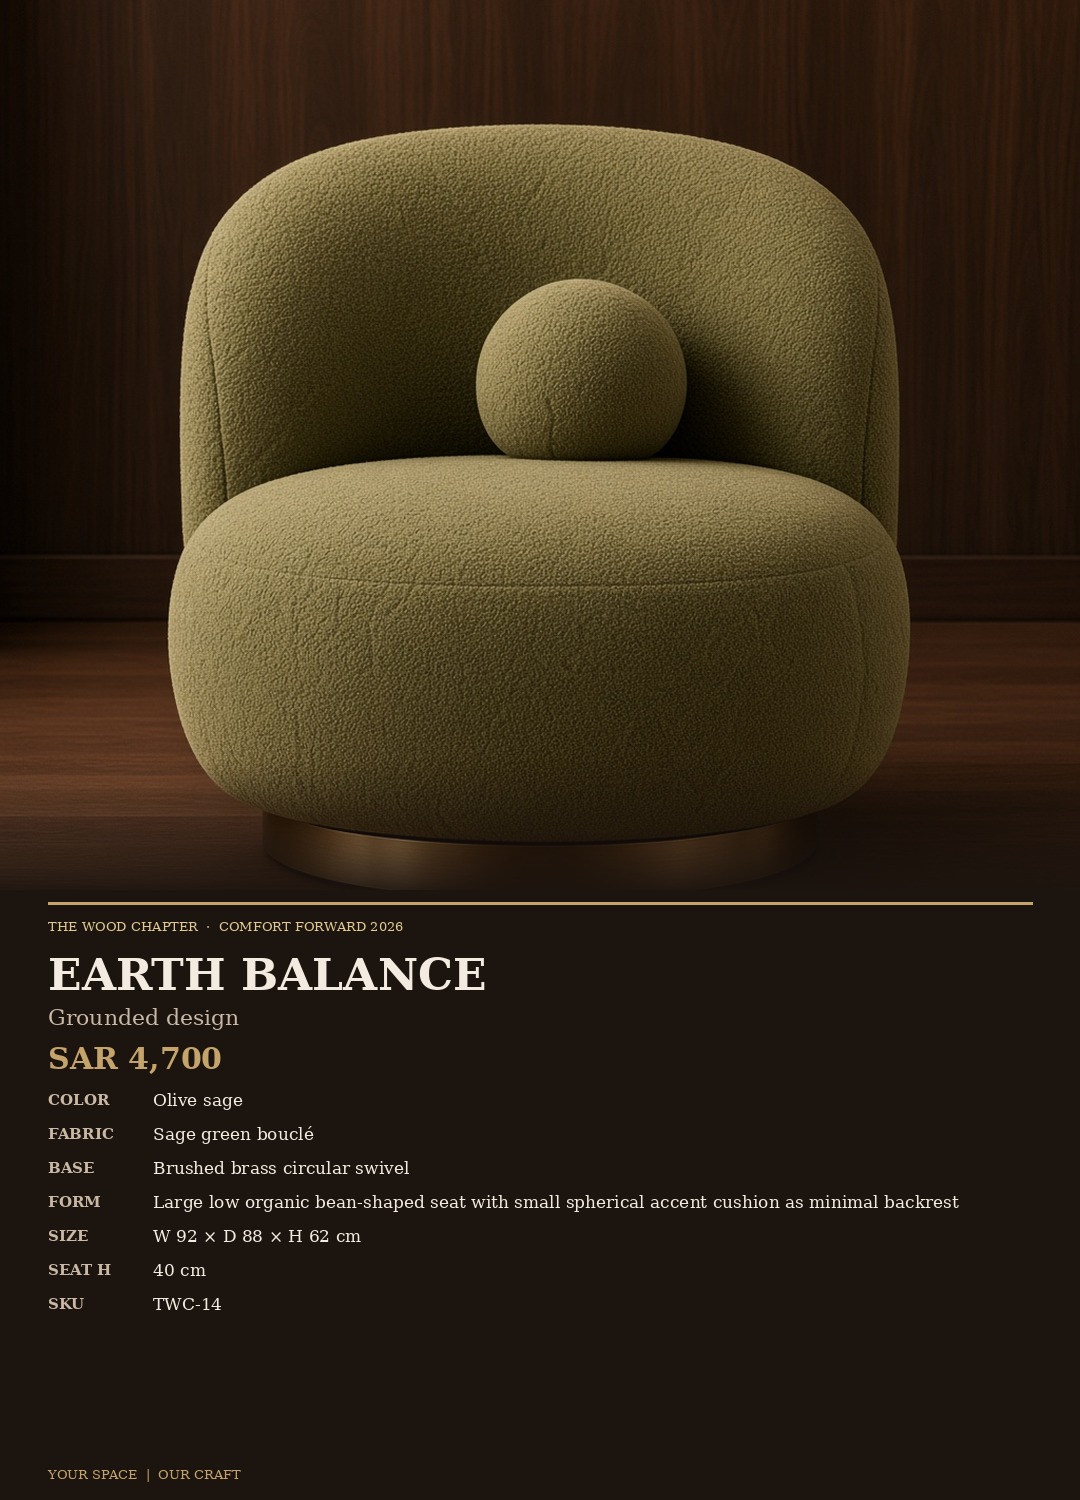 THE WOOD CHAPTER · COMFORT FORWARD 2026
EARTH BALANCE
Grounded design
SAR 4,700
COLOR Olive sage
FABRIC Sage green bouclé
BASE Brushed brass circular swivel
FORM Large low organic bean-shaped seat with small spherical accent cushion as minimal backrest
SIZE W 92 × D 88 × H 62 cm
SEAT H 40 cm
SKU TWC-14
YOUR SPACE | OUR CRAFT